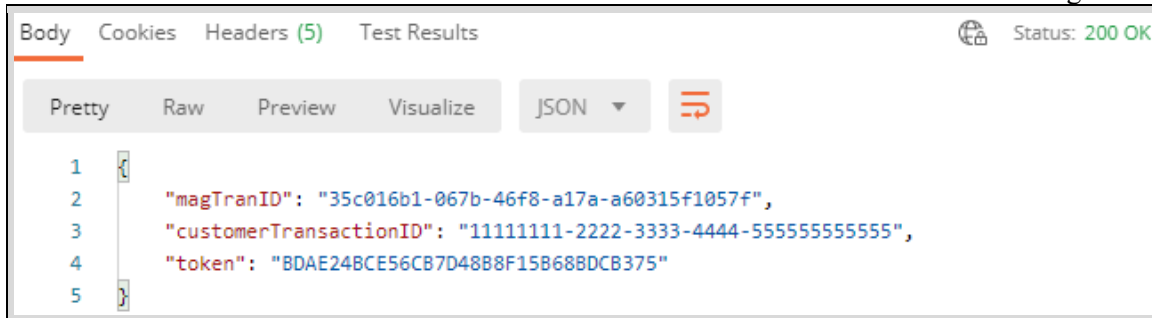 Body Cookies Headers (5) Test Results Status: 200 OK
Pretty Raw Preview Visualize JSON
1 {
2 "magTranID": "35c016b1-067b-46f8-a17a-a60315f1057f",
3 "customerTransactionID": "11111111-2222-3333-4444-555555555555",
4 "token": "BDAE24BCE56CB7D48B8F15B68BDCB375"
5 }